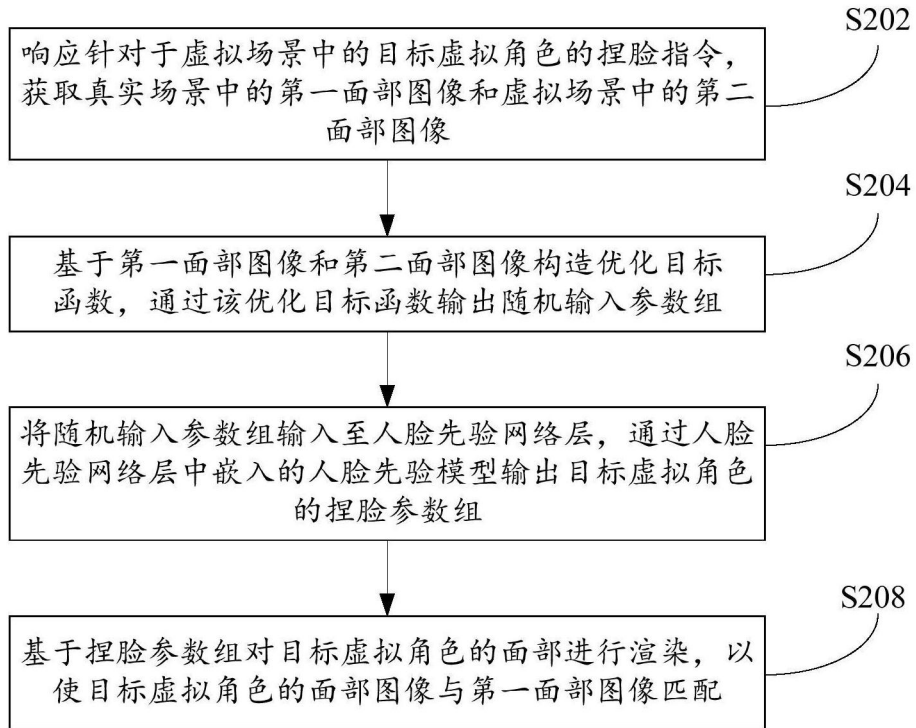 S202
响应针对于虚拟场景中的目标虚拟角色的捏脸指令，
获取真实场景中的第一面部图像和虚拟场景中的第二
面部图像
S204
基于第一面部图像和第二面部图像构造优化目标
函数，通过该优化目标函数输出随机输入参数组
S206
将随机输入参数组输入至人脸先验网络层，通过人脸
先验网络层中嵌入的人脸先验模型输出目标虚拟角色
的捏脸参数组
S208
基于捏脸参数组对目标虚拟角色的面部进行渲染，以
使目标虚拟角色的面部图像与第一面部图像匹配